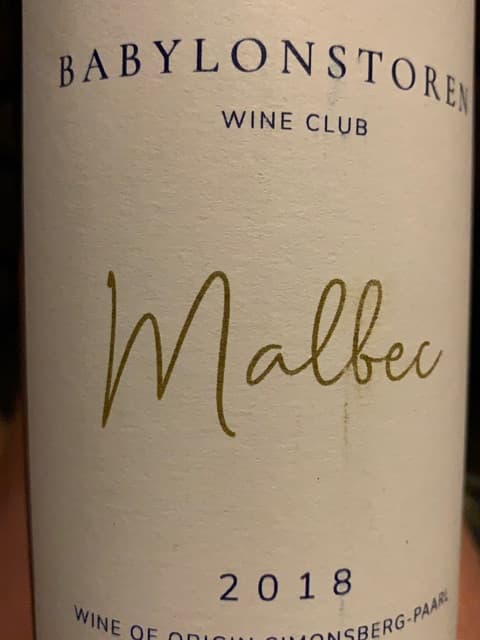 BABYLONSTOREN
WINE CLUB
Malbec
2018
WINE OF ORIGIN SIMONSBERG-PAARL